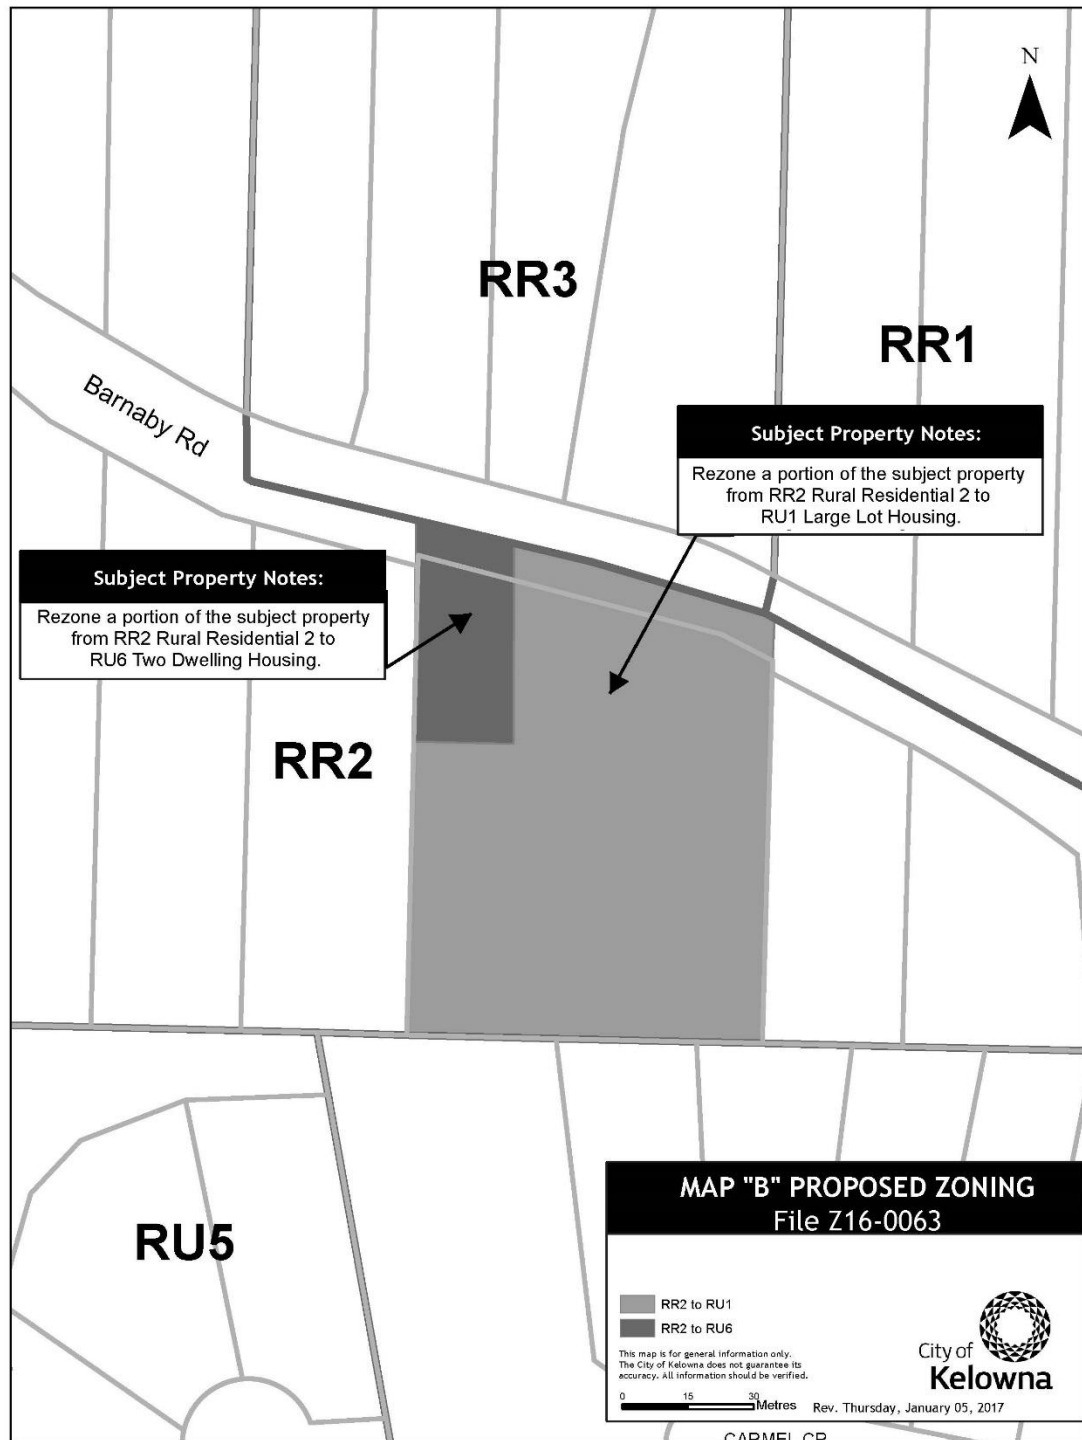 N
RR3
RR1
Barnaby Rd
Subject Property Notes:
Rezone a portion of the subject property
from RR2 Rural Residential 2 to
RU1 Large Lot Housing.
Subject Property Notes:
Rezone a portion of the subject property
from RR2 Rural Residential 2 to
RU6 Two Dwelling Housing.
RR2
RU5
MAP "B" PROPOSED ZONING
File Z16-0063
RR2 to RU1
RR2 to RU6
This map is for general information only.
The City of Kelowna does not guarantee its
accuracy. All information should be verified.
0 15 30
Metres
Rev. Thursday, January 05, 2017
City of
Kelowna
CARMEL CR